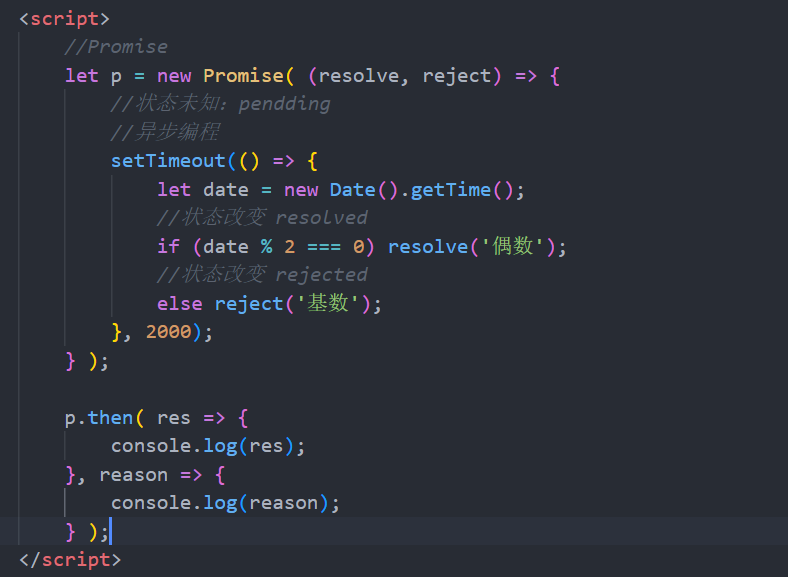 <script>
//Promise
let p = new Promise( (resolve, reject) => {
//状态未知：pendding
//异步编程
setTimeout(() => {
let date = new Date().getTime();
//状态改变 resolved
if (date % 2 === 0) resolve('偶数');
//状态改变 rejected
else reject('基数');
}, 2000);
} );
p.then( res => {
console.log(res);
}, reason => {
console.log(reason);
} );
</script>